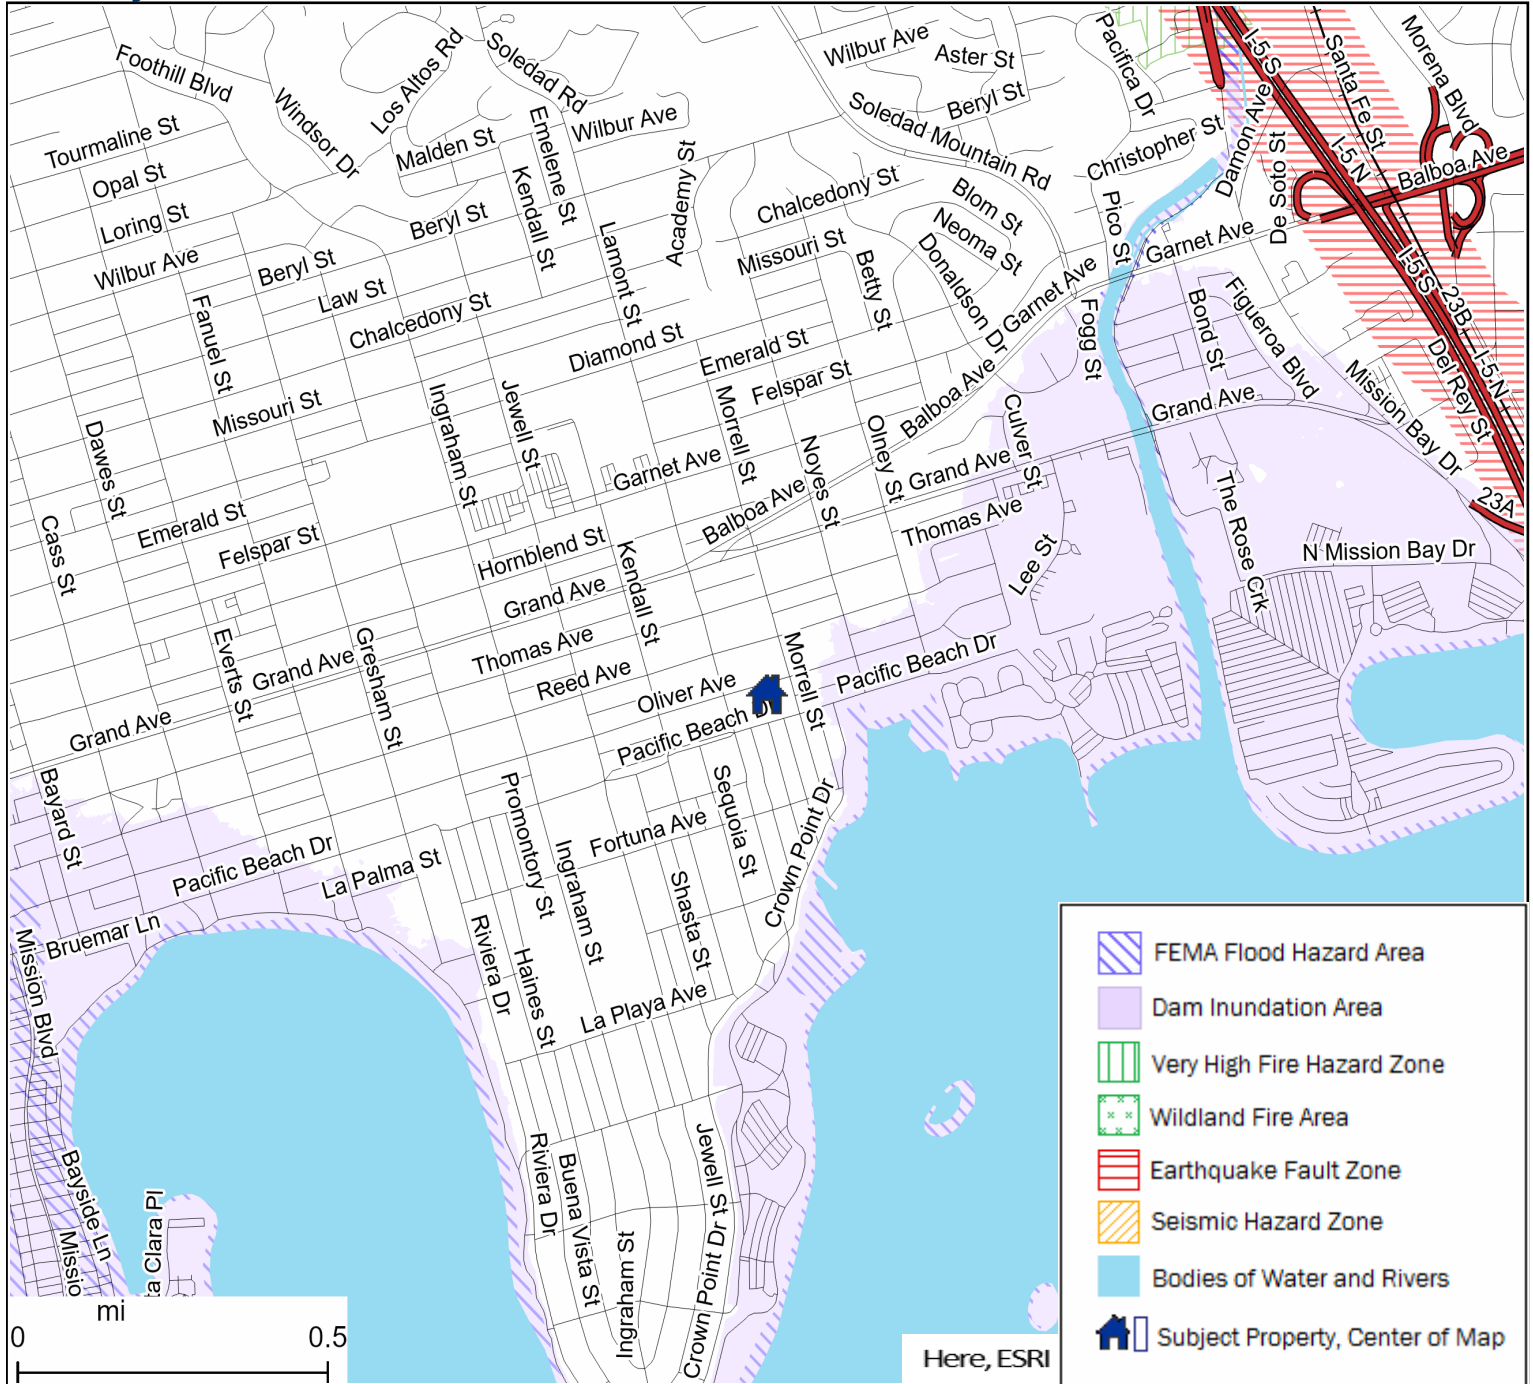 Foothill Blvd
Los Altos Rd
Soledad Rd
Wilbur Ave
Aster St
Pacifica Dr
I-5 S
Santa Fe St
Morena Blvd
Windsor Dr
Tourmaline St
Malden St
Emelene St
Wilbur Ave
Beryl St
Soledad Mountain Rd
Christopher St
Damon Ave
De Soto St
I-5 N
Balboa Ave
Opal St
Loring St
Kendall St
Academy St
Chalcedony St
Blom St
Pico St
Wilbur Ave
Beryl St
Beryl St
Lamont St
Missouri St
Neoma St
Garnet Ave
Law St
Fanuel St
Chalcedony St
Betty St
Donaldson Dr
Garnet Ave
Fogg St
Bond St
Figueroa Blvd
I-5 S
23B
I-5 N
Diamond St
Emerald St
Felspar St
Del Rey St
Missouri St
Ingraham St
Jewell St
Morrell St
Balboa Ave
Culver St
Grand Ave
Mission Bay Dr
Dawes St
Garnet Ave
Noyes St
Olney St
Grand Ave
The Rose Crk
23A
Cass St
Emerald St
Felspar St
Hornblend St
Balboa Ave
Thomas Ave
N Mission Bay Dr
Kendall St
Grand Ave
Lee St
Everts St
Gresham St
Thomas Ave
Grand Ave
Reed Ave
Oliver Ave
Morrell St
Pacific Beach Dr
Grand Ave
Pacific Beach Dr
Bayard St
Promontory St
Sequoia St
Crown Point Dr
Fortuna Ave
Pacific Beach Dr
La Palma St
Ingraham St
Shasta St
Bruemar Ln
Mission Blvd
Riviera Dr
Haines St
La Playa Ave
FEMA Flood Hazard Area
Dam Inundation Area
Very High Fire Hazard Zone
Wildland Fire Area
Earthquake Fault Zone
Seismic Hazard Zone
Bodies of Water and Rivers
Subject Property, Center of Map
Bayside Ln
Missio
ta Clara Pl
Riviera Dr
Buena Vista St
Ingraham St
Jewell St
Crown Point Dr
mi
0 0.5
Here, ESRI